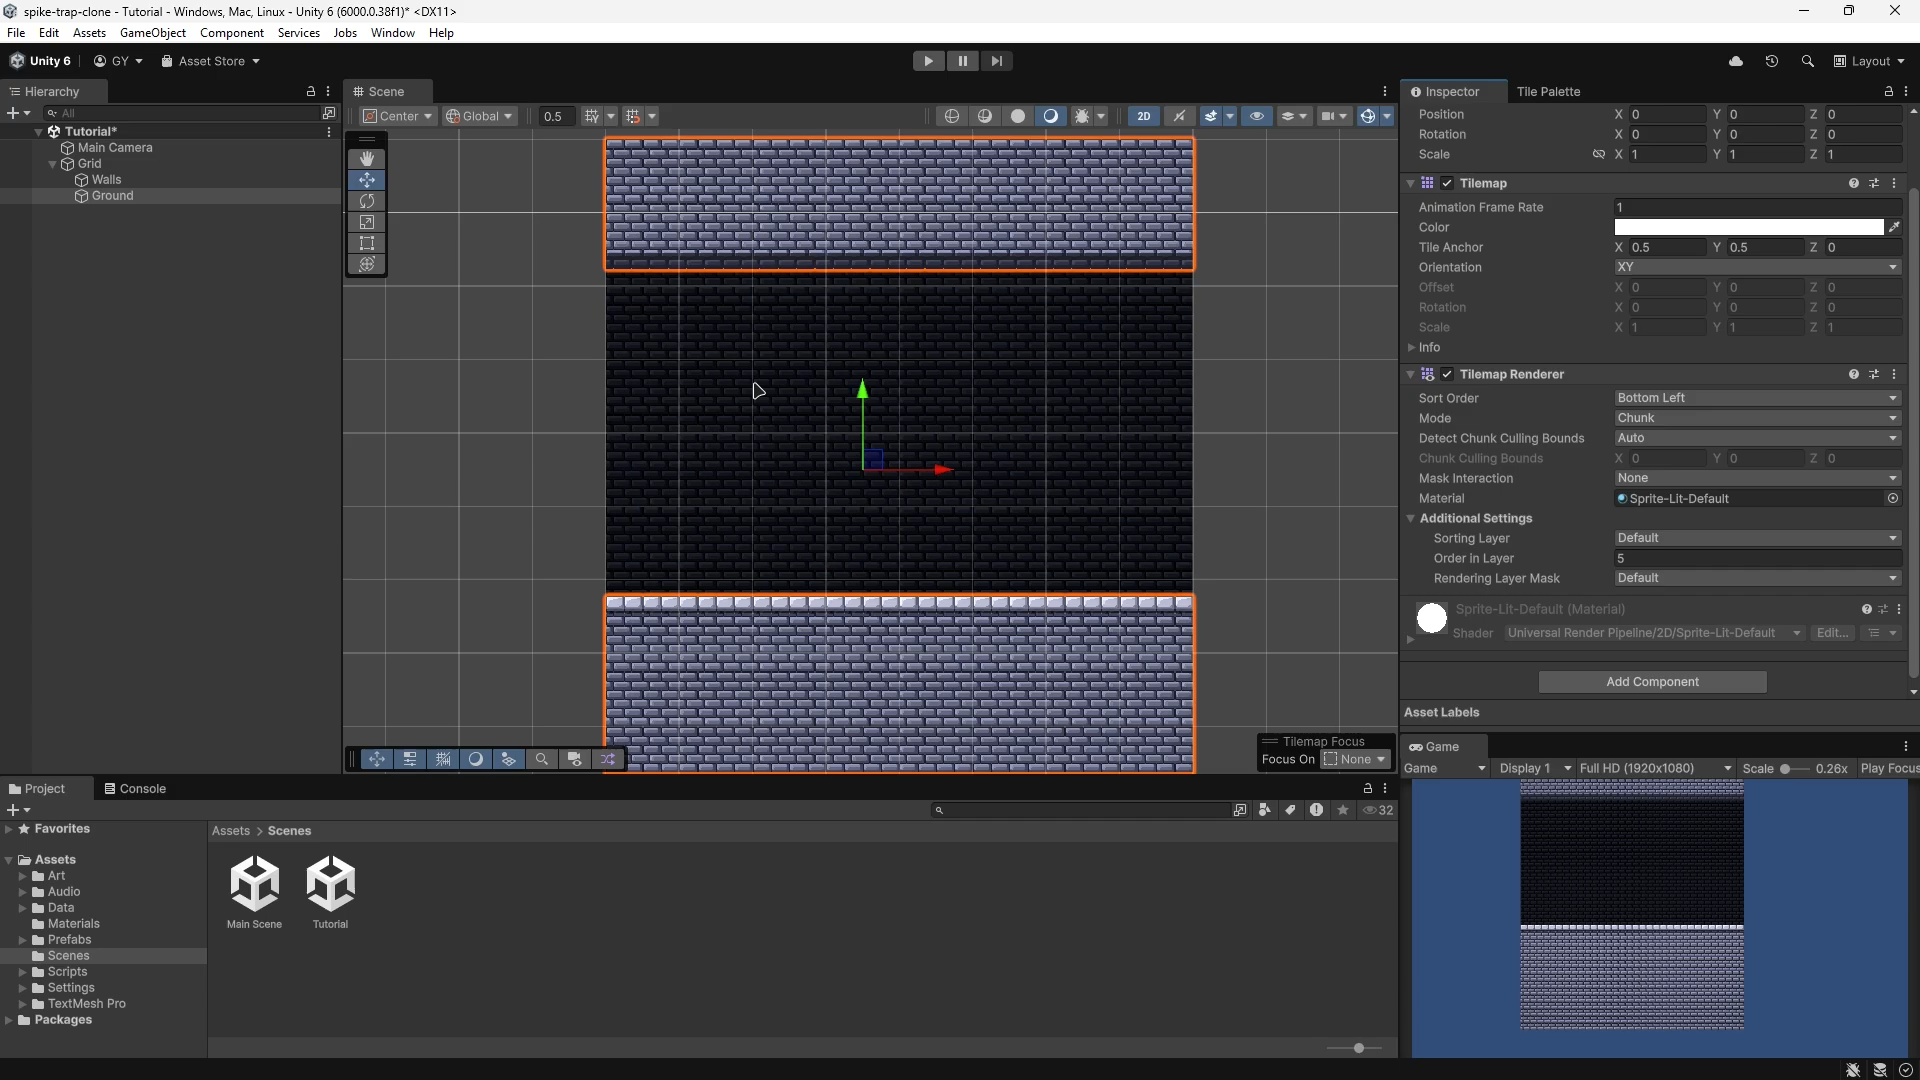 spike-trap-clone - Tutorial - Windows, Mac, Linux - Unity 6 (6000.0.38f1)* <DX11>
File Edit Assets GameObject Component Services Jobs Window Help
Unity 6 GY Asset Store Layout
Hierarchy
All
Tutorial*
Main Camera
Grid
Walls
Ground
Scene
Center Global 0.5 2D
Tilemap Focus
Focus On None
Inspector Tile Palette
Position X 0 Y 0 Z 0
Rotation X 0 Y 0 Z 0
Scale X 1 Y 1 Z 1
Tilemap
Animation Frame Rate 1
Color
Tile Anchor X 0.5 Y 0.5 Z 0
Orientation XY
Offset X 0 Y 0 Z 0
Rotation X 0 Y 0 Z 0
Scale X 1 Y 1 Z 1
Info
Tilemap Renderer
Sort Order Bottom Left
Mode Chunk
Detect Chunk Culling Bounds Auto
Chunk Culling Bounds X 0 Y 0 Z 0
Mask Interaction None
Material Sprite-Lit-Default
Additional Settings
Sorting Layer Default
Order in Layer 5
Rendering Layer Mask Default
Sprite-Lit-Default (Material)
Shader Universal Render Pipeline/2D/Sprite-Lit-Default Edit...
Add Component
Asset Labels
Game
Game Display 1 Full HD (1920x1080) Scale 0.26x Play Focus
Project Console
32
Favorites
Assets
Art
Audio
Data
Materials
Prefabs
Scenes
Scripts
Settings
TextMesh Pro
Packages
Assets > Scenes
Main Scene Tutorial